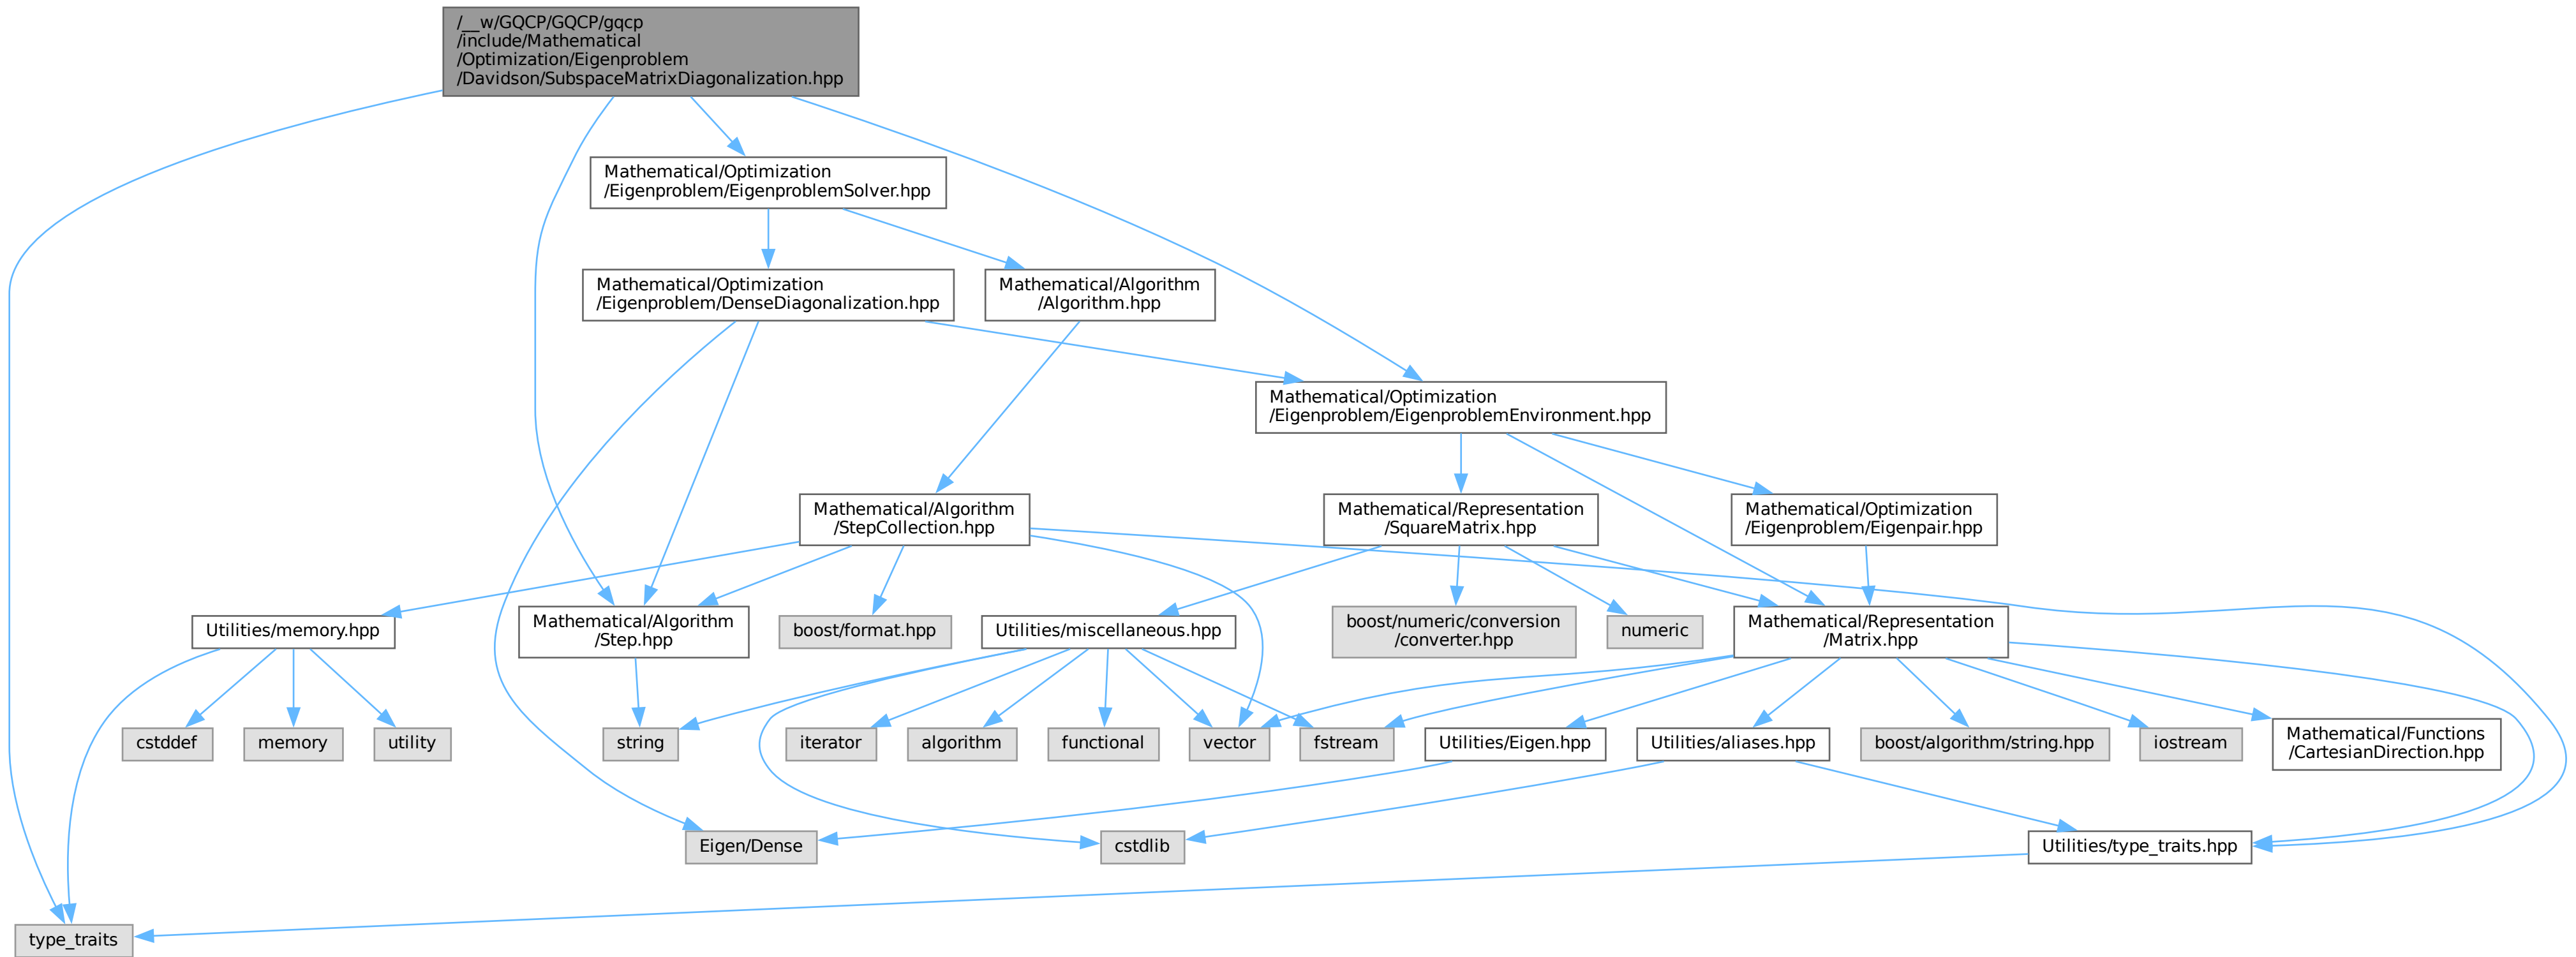 /__w/GQCP/GQCP/gqcp
/include/Mathematical
/Optimization/Eigenproblem
/Davidson/SubspaceMatrixDiagonalization.hpp
Mathematical/Optimization
/Eigenproblem/EigenproblemSolver.hpp
Mathematical/Optimization
/Eigenproblem/DenseDiagonalization.hpp
Mathematical/Algorithm
/Algorithm.hpp
Mathematical/Optimization
/Eigenproblem/EigenproblemEnvironment.hpp
Mathematical/Algorithm
/StepCollection.hpp
Mathematical/Representation
/SquareMatrix.hpp
Mathematical/Optimization
/Eigenproblem/Eigenpair.hpp
Utilities/memory.hpp
Mathematical/Algorithm
/Step.hpp
boost/format.hpp
Utilities/miscellaneous.hpp
boost/numeric/conversion
/converter.hpp
numeric
Mathematical/Representation
/Matrix.hpp
cstddef
memory
utility
string
iterator
algorithm
functional
vector
fstream
Utilities/Eigen.hpp
Utilities/aliases.hpp
boost/algorithm/string.hpp
iostream
Mathematical/Functions
/CartesianDirection.hpp
Eigen/Dense
cstdlib
Utilities/type_traits.hpp
type_traits